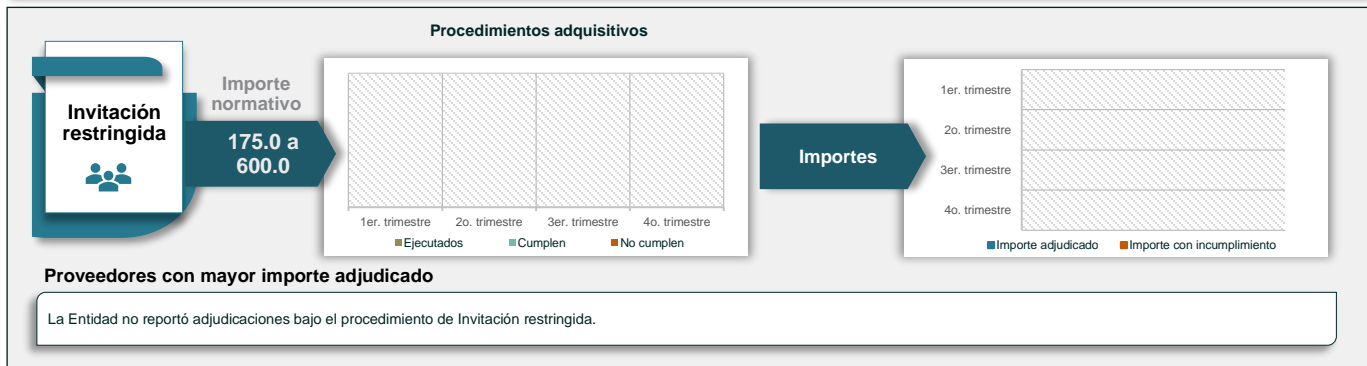 Procedimientos adquisitivos
Invitación
restringida
Importe
normativo
175.0 a
600.0
1er. trimestre 2o. trimestre 3er. trimestre 4o. trimestre
Ejecutados Cumplen No cumplen
Importes
1er. trimestre
2o. trimestre
3er. trimestre
4o. trimestre
Importe adjudicado Importe con incumplimiento
Proveedores con mayor importe adjudicado
La Entidad no reportó adjudicaciones bajo el procedimiento de Invitación restringida.